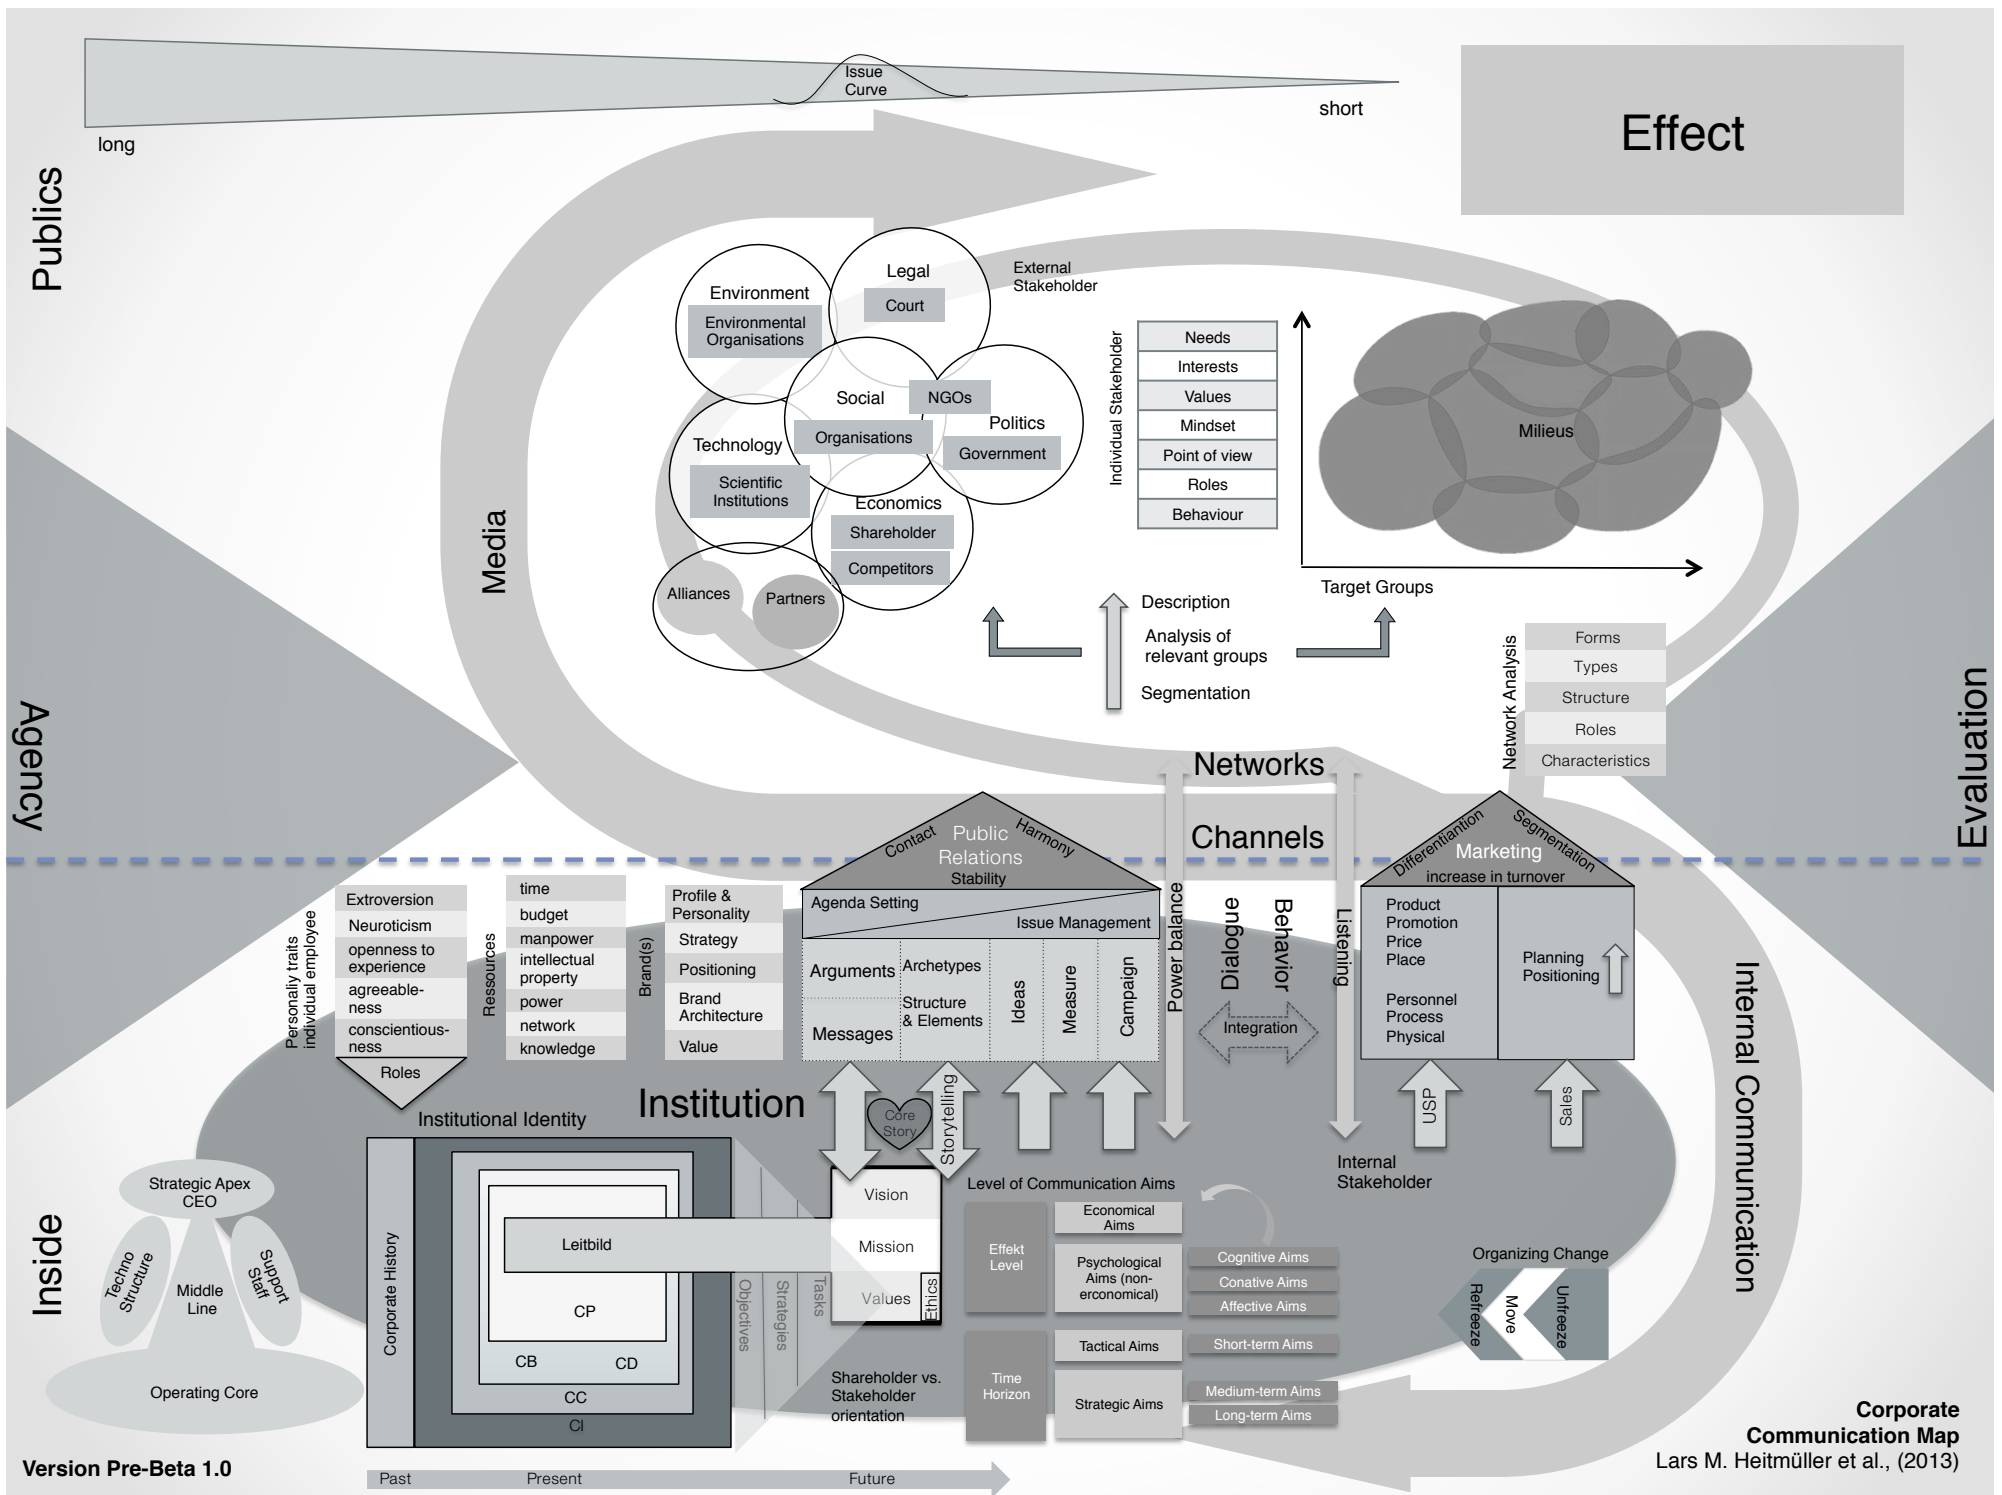 Issue
Curve
long
short
Effect
Publics
Media
Environment
Environmental
Organisations
Legal
Court
External
Stakeholder
Social
Organisations
NGOs
Politics
Government
Technology
Scientific
Institutions
Economics
Shareholder
Competitors
Alliances
Partners
Individual Stakeholder
Needs
Interests
Values
Mindset
Point of view
Roles
Behaviour
Milieus
Target Groups
Description
Analysis of
relevant groups
Segmentation
Network Analysis
Forms
Types
Structure
Roles
Characteristics
Agency
Evaluation
Networks
Channels
Contact
Public
Relations
Harmony
Stability
Agenda Setting
Issue Management
Arguments
Messages
Archetypes
Structure
& Elements
Ideas
Measure
Campaign
Power balance
Dialogue
Behavior
Listening
Integration
Differentiantion
Segmentation
Marketing
increase in turnover
Product
Promotion
Price
Place
Personnel
Process
Physical
Planning
Positioning
USP
Sales
Personaliy traits
individual employee
Extroversion
Neuroticism
openness to
experience
agreeable-
ness
conscientious-
ness
Roles
Ressources
time
budget
manpower
intellectual
property
power
network
knowledge
Brand(s)
Profile &
Personality
Strategy
Positioning
Brand
Architecture
Value
Institution
Core
Story
Storytelling
Internal Communication
Internal
Stakeholder
Inside
Strategic Apex
CEO
Techno
Structure
Middle
Line
Support
Staff
Operating Core
Institutional Identity
Corporate History
Leitbild
CP
CB
CD
CC
CI
Objectives
Strategies
Tasks
Vision
Mission
Values
Ethics
Shareholder vs.
Stakeholder
orientation
Level of Communication Aims
Effekt
Level
Economical
Aims
Psychological
Aims (non-
erconomical)
Cognitive Aims
Conative Aims
Affective Aims
Time
Horizon
Tactical Aims
Short-term Aims
Strategic Aims
Medium-term Aims
Long-term Aims
Organizing Change
Refreeze
Move
Unfreeze
Past
Present
Future
Version Pre-Beta 1.0
Corporate
Communication Map
Lars M. Heitmüller et al., (2013)